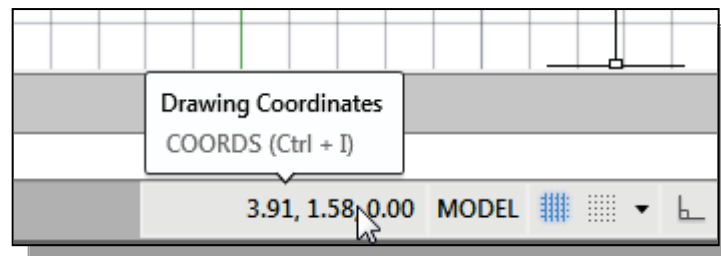 Drawing Coordinates
COORDS (Ctrl + I)
3.91, 1.58, 0.00 MODEL